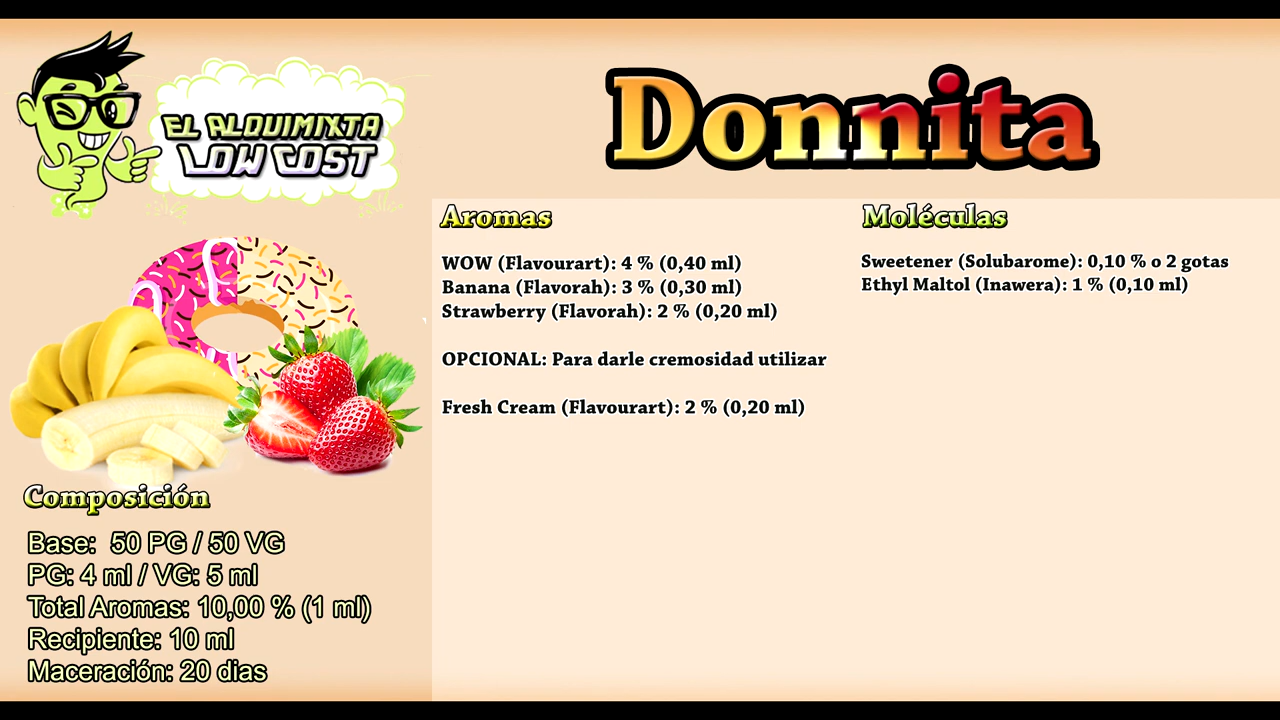 EL ALQUIMIXTA
LOW COST
Donnita
Aromas
WOW (Flavourart): 4 % (0,40 ml)
Banana (Flavorah): 3 % (0,30 ml)
Strawberry (Flavorah): 2 % (0,20 ml)
OPCIONAL: Para darle cremosidad utilizar
Fresh Cream (Flavourart): 2 % (0,20 ml)
Moléculas
Sweetener (Solubarome): 0,10 % o 2 gotas
Ethyl Maltol (Inawera): 1 % (0,10 ml)
Composición
Base: 50 PG / 50 VG
PG: 4 ml / VG: 5 ml
Total Aromas: 10,00 % (1 ml)
Recipiente: 10 ml
Maceración: 20 dias